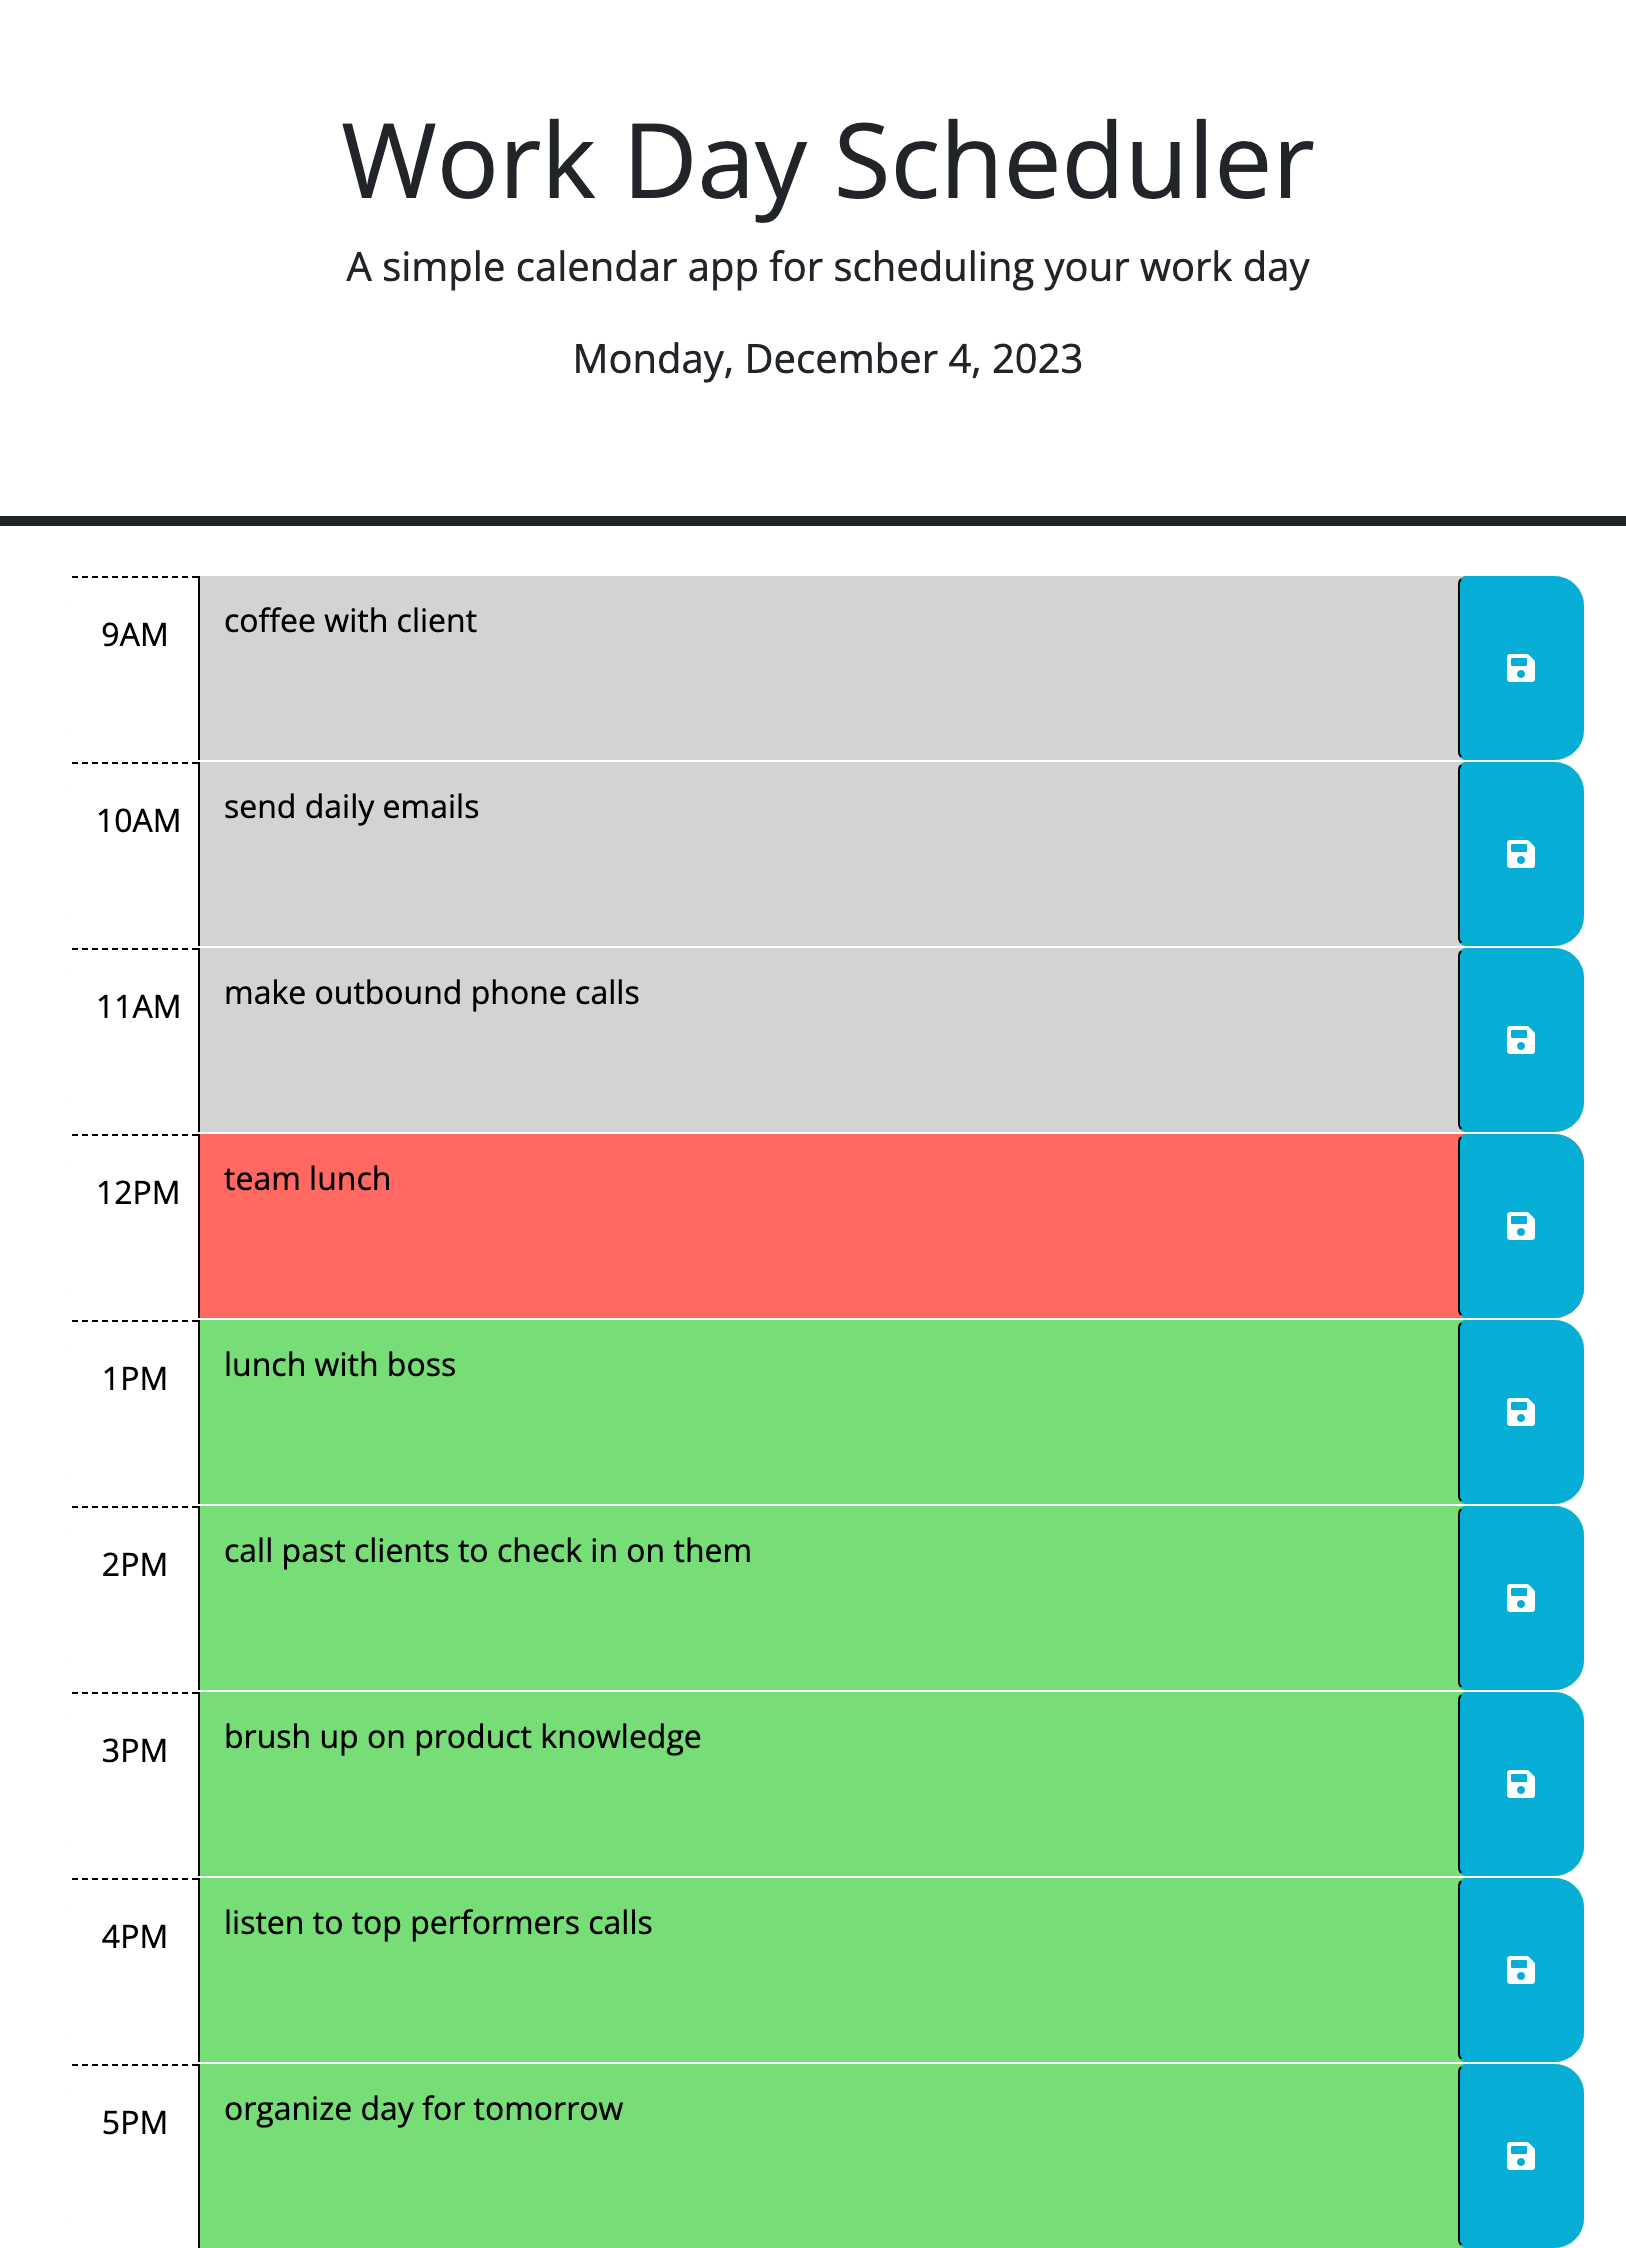 Work Day Scheduler
A simple calendar app for scheduling your work day
Monday, December 4, 2023
9AM
coffee with client
10AM
send daily emails
11AM
make outbound phone calls
12PM
team lunch
1PM
lunch with boss
2PM
call past clients to check in on them
3PM
brush up on product knowledge
4PM
listen to top performers calls
5PM
organize day for tomorrow